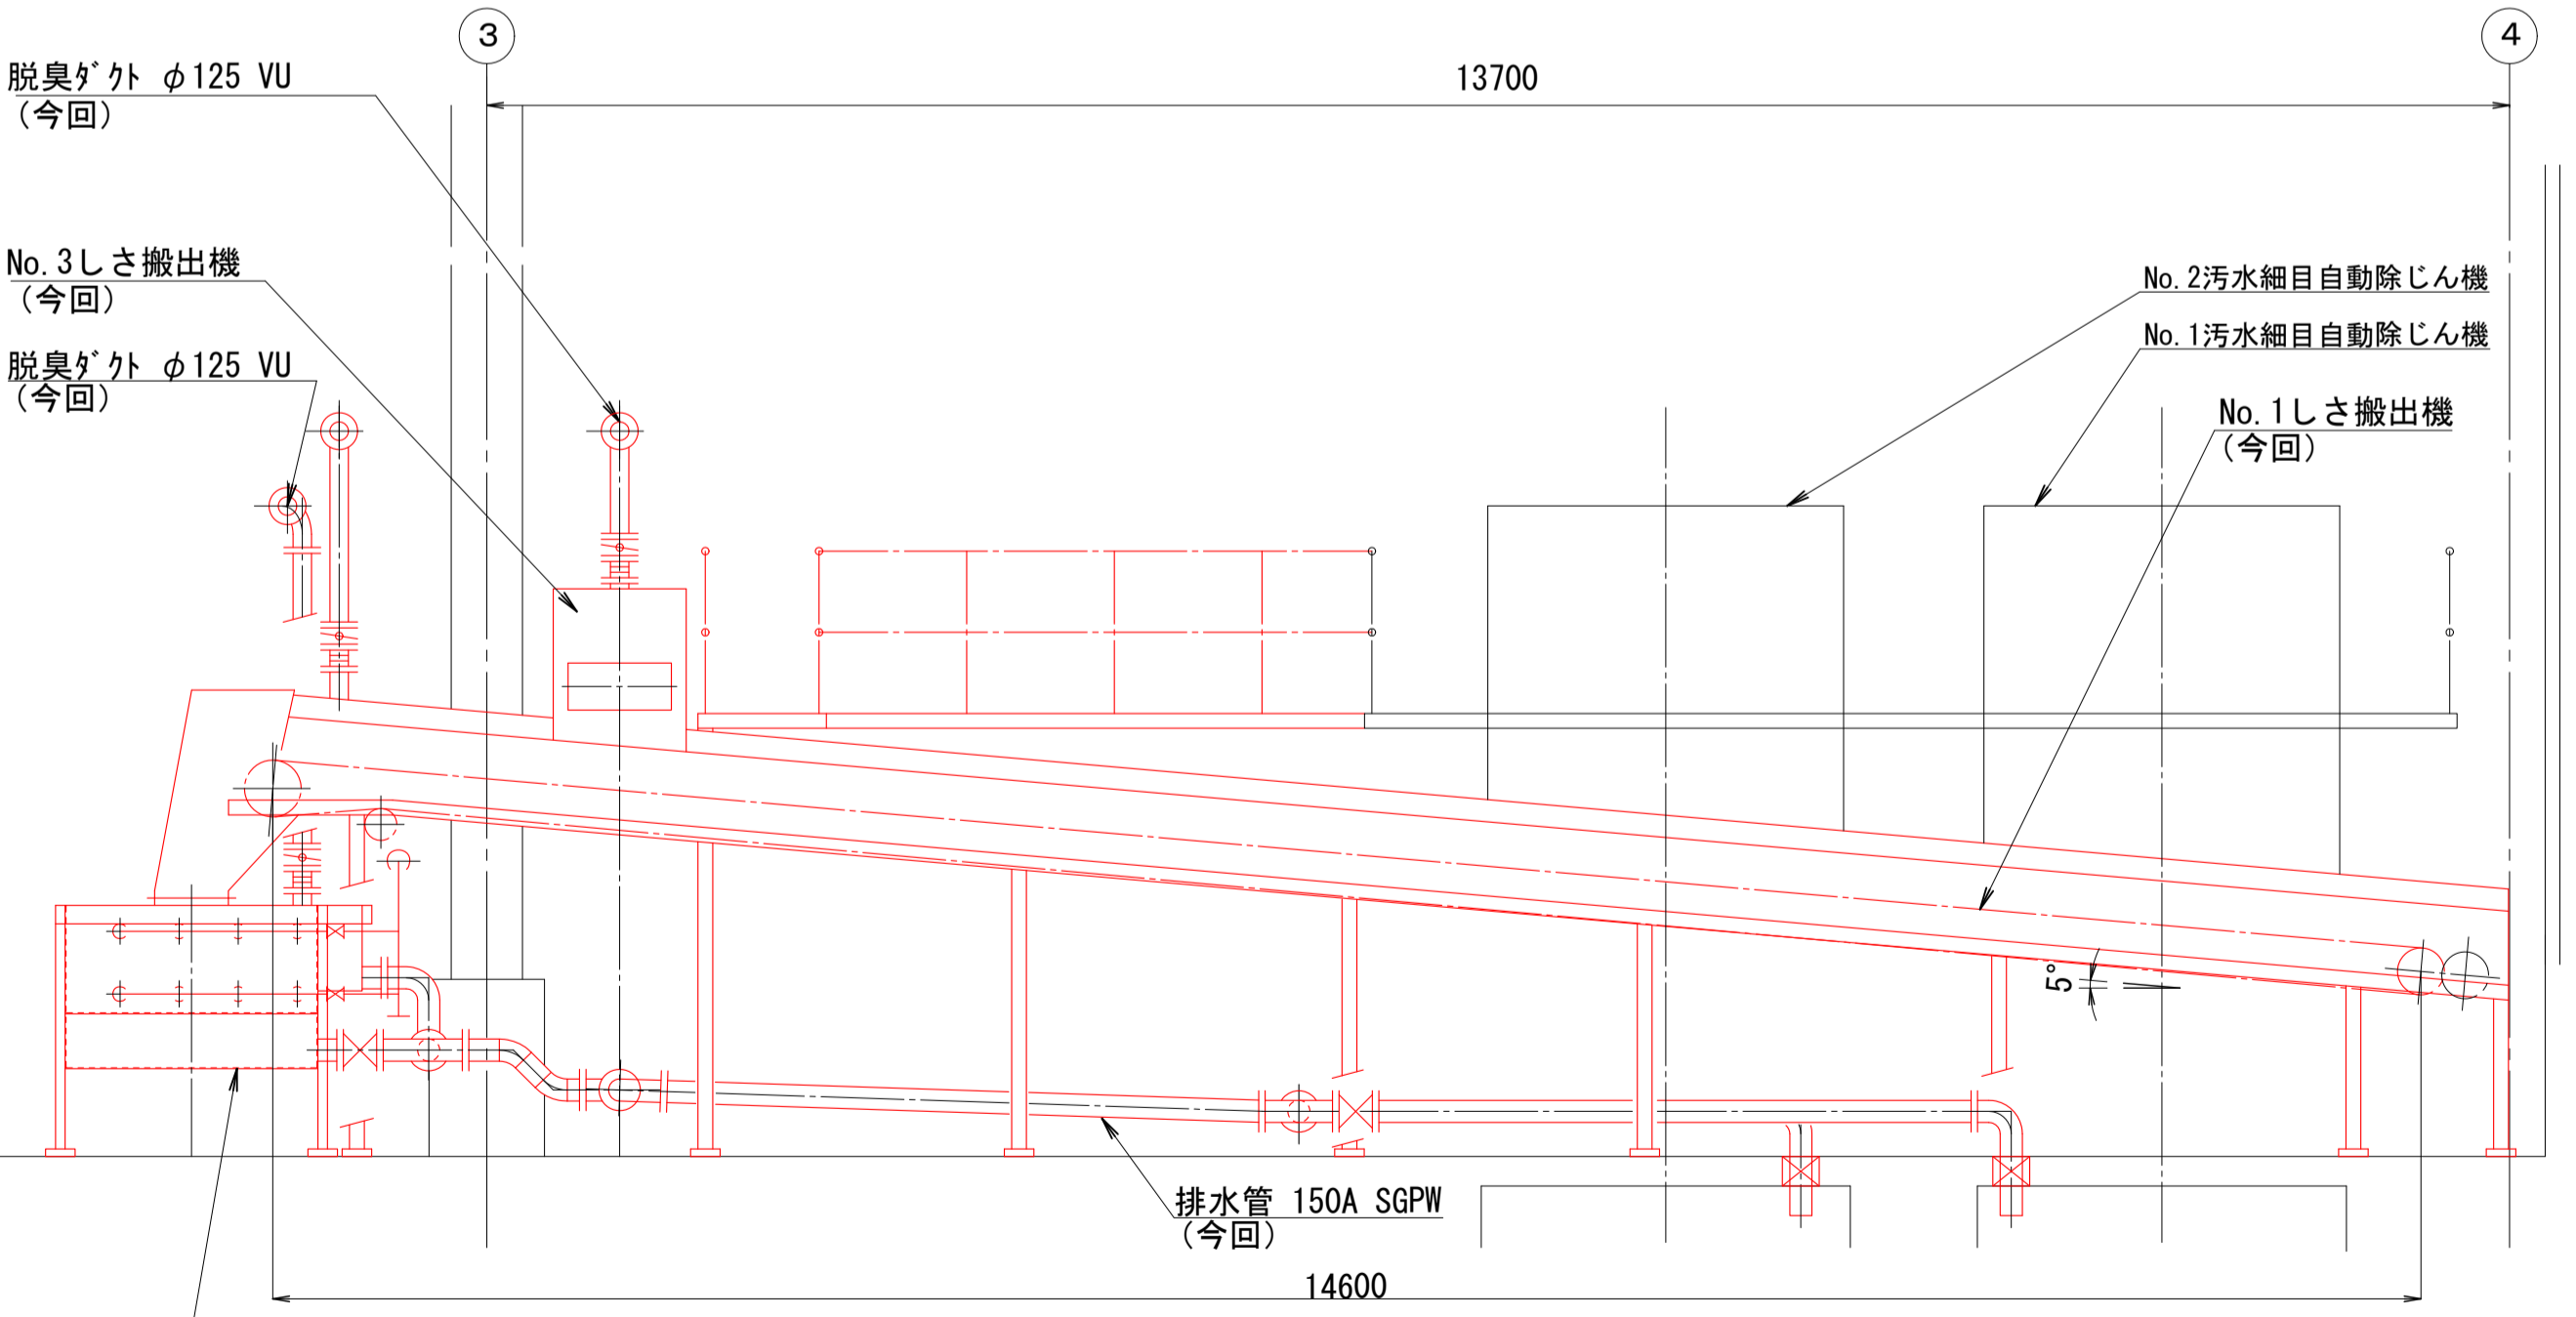 3
4
13700
脱臭ダクト φ125 VU
(今回)
No.3しさ搬出機
(今回)
脱臭ダクト φ125 VU
(今回)
No.2汚水細目自動除じん機
No.1汚水細目自動除じん機
No.1しさ搬出機
(今回)
5°
排水管 150A SGPW
(今回)
14600